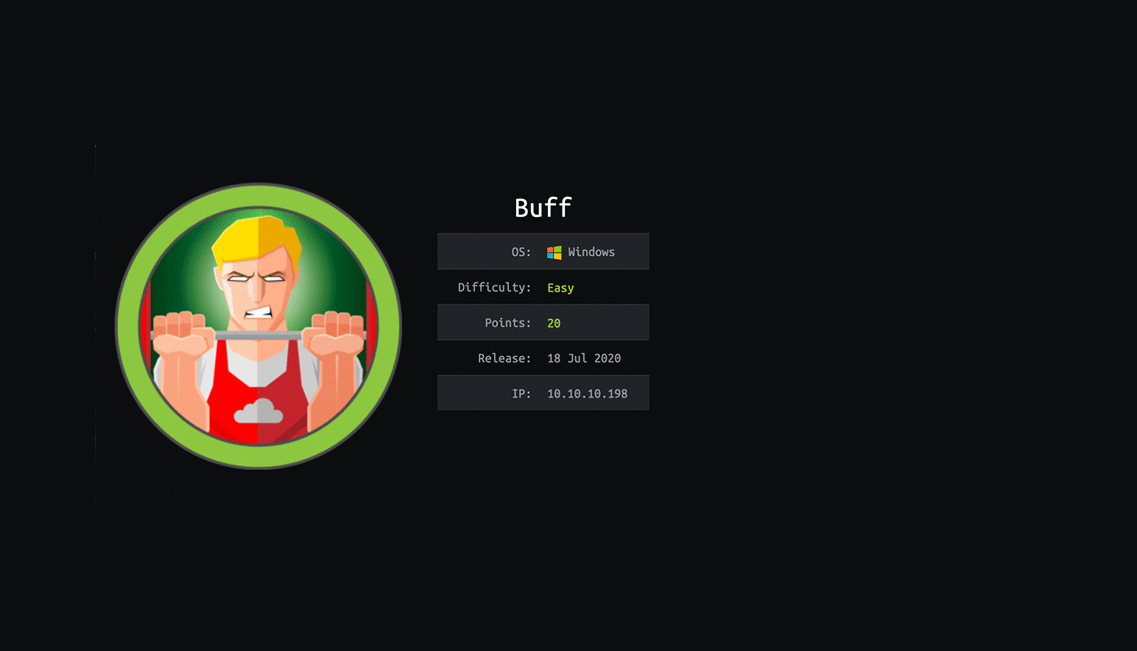 Buff
OS: Windows
Difficulty: Easy
Points: 20
Release: 18 Jul 2020
IP: 10.10.10.198